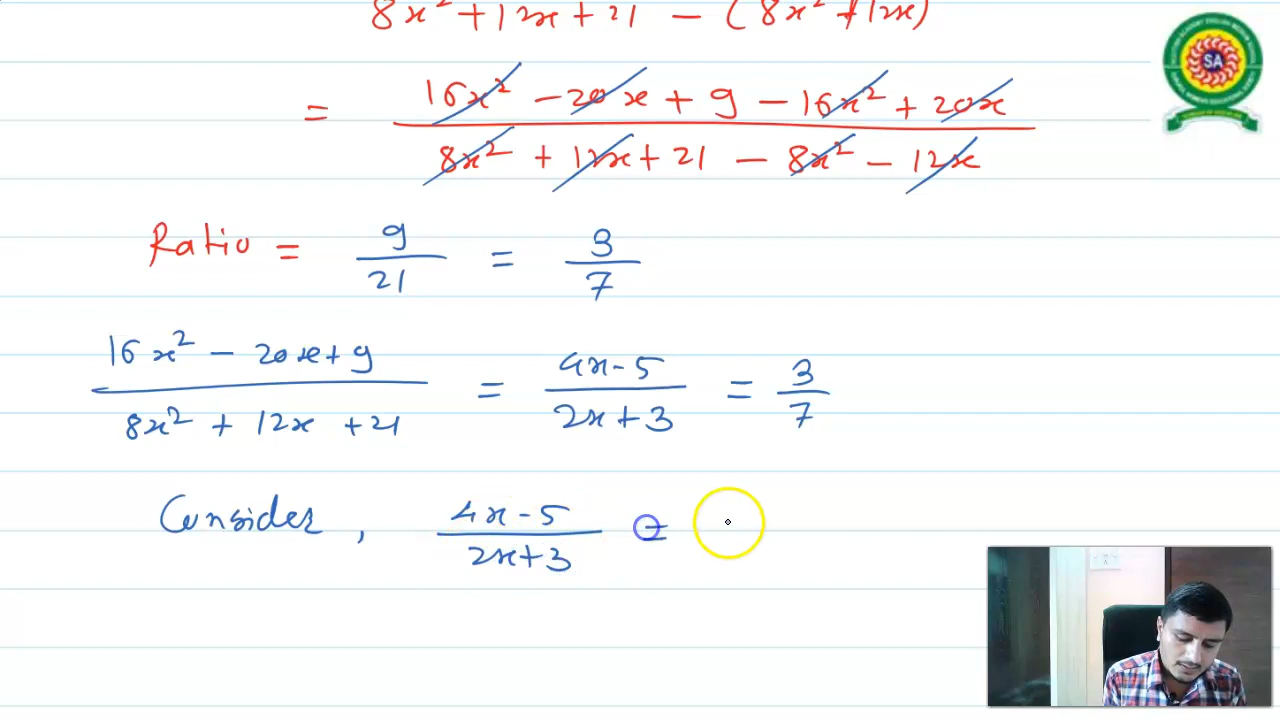 8x² + 12x + 21 − (8x² + 12x)
= 16x² − 20x + 9 − 16x² + 20x / 8x² + 12x + 21 − 8x² − 12x
Ratio = 9/21 = 3/7
16x² − 20x + 9 / 8x² + 12x + 21 = 4x − 5 / 2x + 3 = 3/7
Consider, 4x − 5 / 2x + 3 =
SA